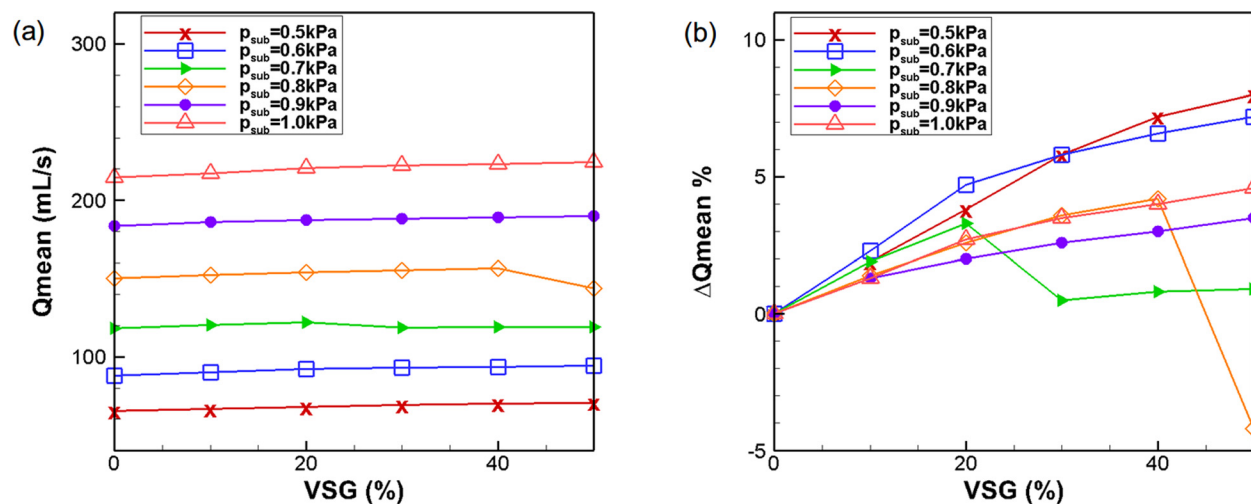 (a)
300
200
100
Qmean (mL/s)
p_sub=0.5kPa
p_sub=0.6kPa
p_sub=0.7kPa
p_sub=0.8kPa
p_sub=0.9kPa
p_sub=1.0kPa
0 20 40
VSG (%)
(b)
10
5
0
-5
ΔQmean %
p_sub=0.5kPa
p_sub=0.6kPa
p_sub=0.7kPa
p_sub=0.8kPa
p_sub=0.9kPa
p_sub=1.0kPa
0 20 40
VSG (%)